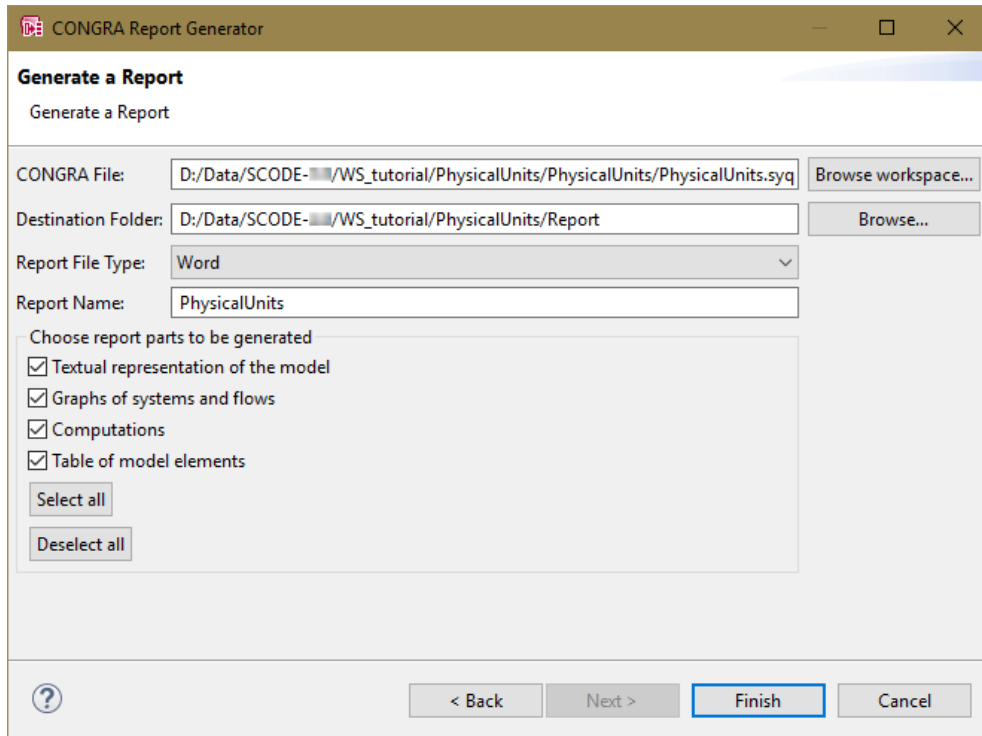 CONGRA Report Generator
Generate a Report
Generate a Report
CONGRA File: D:/Data/SCODE- /WS_tutorial/PhysicalUnits/PhysicalUnits/PhysicalUnits.syq Browse workspace...
Destination Folder: D:/Data/SCODE- /WS_tutorial/PhysicalUnits/Report Browse...
Report File Type: Word
Report Name: PhysicalUnits
Choose report parts to be generated
Textual representation of the model
Graphs of systems and flows
Computations
Table of model elements
Select all
Deselect all
? < Back Next > Finish Cancel